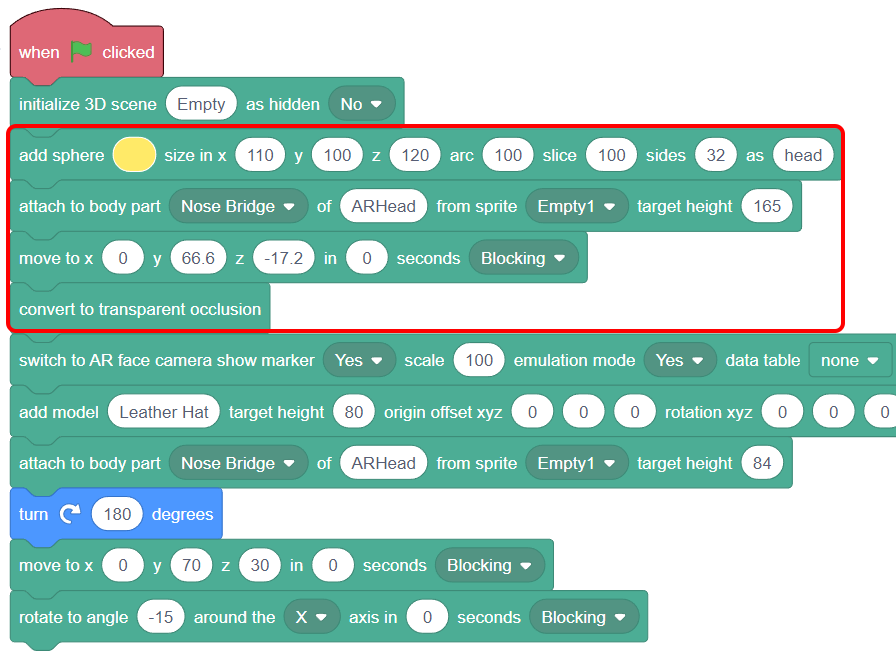 when clicked
initialize 3D scene Empty as hidden No
add sphere size in x 110 y 100 z 120 arc 100 slice 100 sides 32 as head
attach to body part Nose Bridge of ARHead from sprite Empty1 target height 165
move to x 0 y 66.6 z -17.2 in 0 seconds Blocking
convert to transparent occlusion
switch to AR face camera show marker Yes scale 100 emulation mode Yes data table none
add model Leather Hat target height 80 origin offset xyz 0 0 0 rotation xyz 0 0 0
attach to body part Nose Bridge of ARHead from sprite Empty1 target height 84
turn 180 degrees
move to x 0 y 70 z 30 in 0 seconds Blocking
rotate to angle -15 around the X axis in 0 seconds Blocking